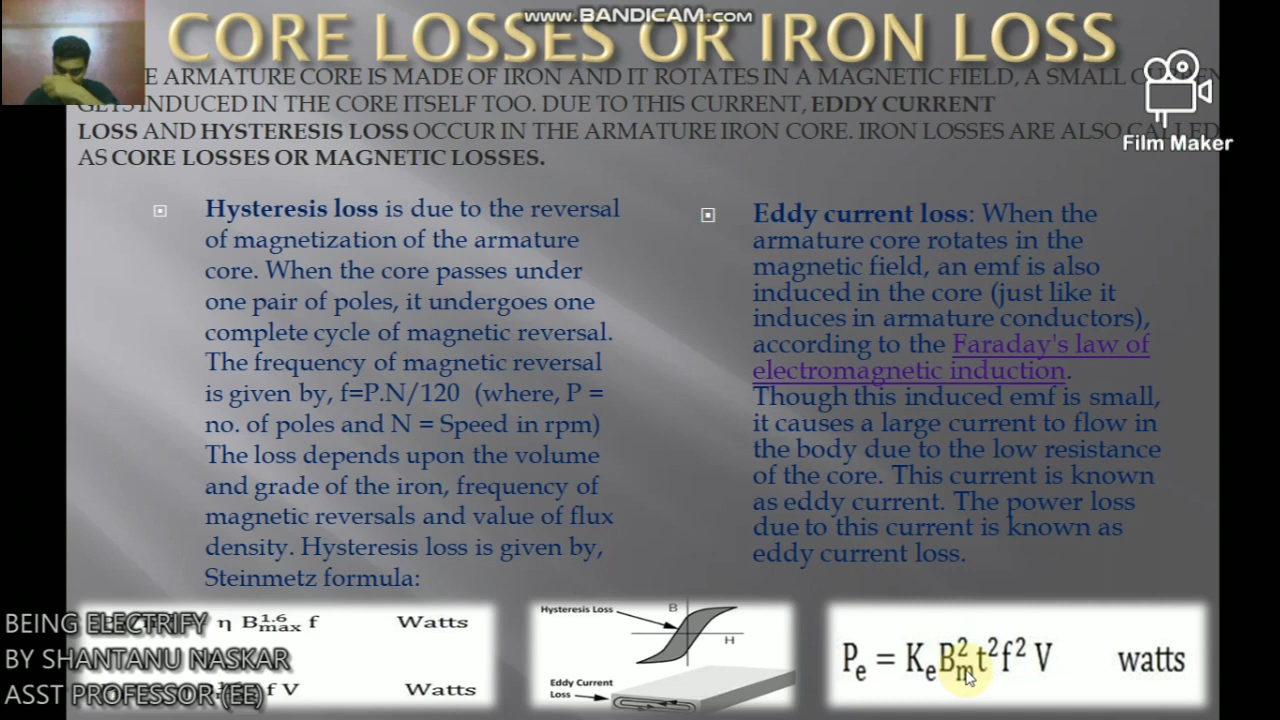 www.BANDICAM.com
CORE LOSSES OR IRON LOSS
ARMATURE CORE IS MADE OF IRON AND IT ROTATES IN A MAGNETIC FIELD, A SMALL
GETS INDUCED IN THE CORE ITSELF TOO. DUE TO THIS CURRENT, EDDY CURRENT
LOSS AND HYSTERESIS LOSS OCCUR IN THE ARMATURE IRON CORE. IRON LOSSES ARE ALSO CALLED
AS CORE LOSSES OR MAGNETIC LOSSES.
Film Maker
Hysteresis loss is due to the reversal
of magnetization of the armature
core. When the core passes under
one pair of poles, it undergoes one
complete cycle of magnetic reversal.
The frequency of magnetic reversal
is given by, f=P.N/120 (where, P =
no. of poles and N = Speed in rpm)
The loss depends upon the volume
and grade of the iron, frequency of
magnetic reversals and value of flux
density. Hysteresis loss is given by,
Steinmetz formula:
Eddy current loss: When the
armature core rotates in the
magnetic field, an emf is also
induced in the core (just like it
induces in armature conductors),
according to the Faraday's law of
electromagnetic induction.
Though this induced emf is small,
it causes a large current to flow in
the body due to the low resistance
of the core. This current is known
as eddy current. The power loss
due to this current is known as
eddy current loss.
η B_max^1.6 f Watts
f V Watts
BEING ELECTRIFY
BY SHANTANU NASKAR
ASST PROFESSOR (EE)
Hysteresis Loss
B
H
Eddy Current
Loss
P_e = K_e B_m^2 t^2 f^2 V watts